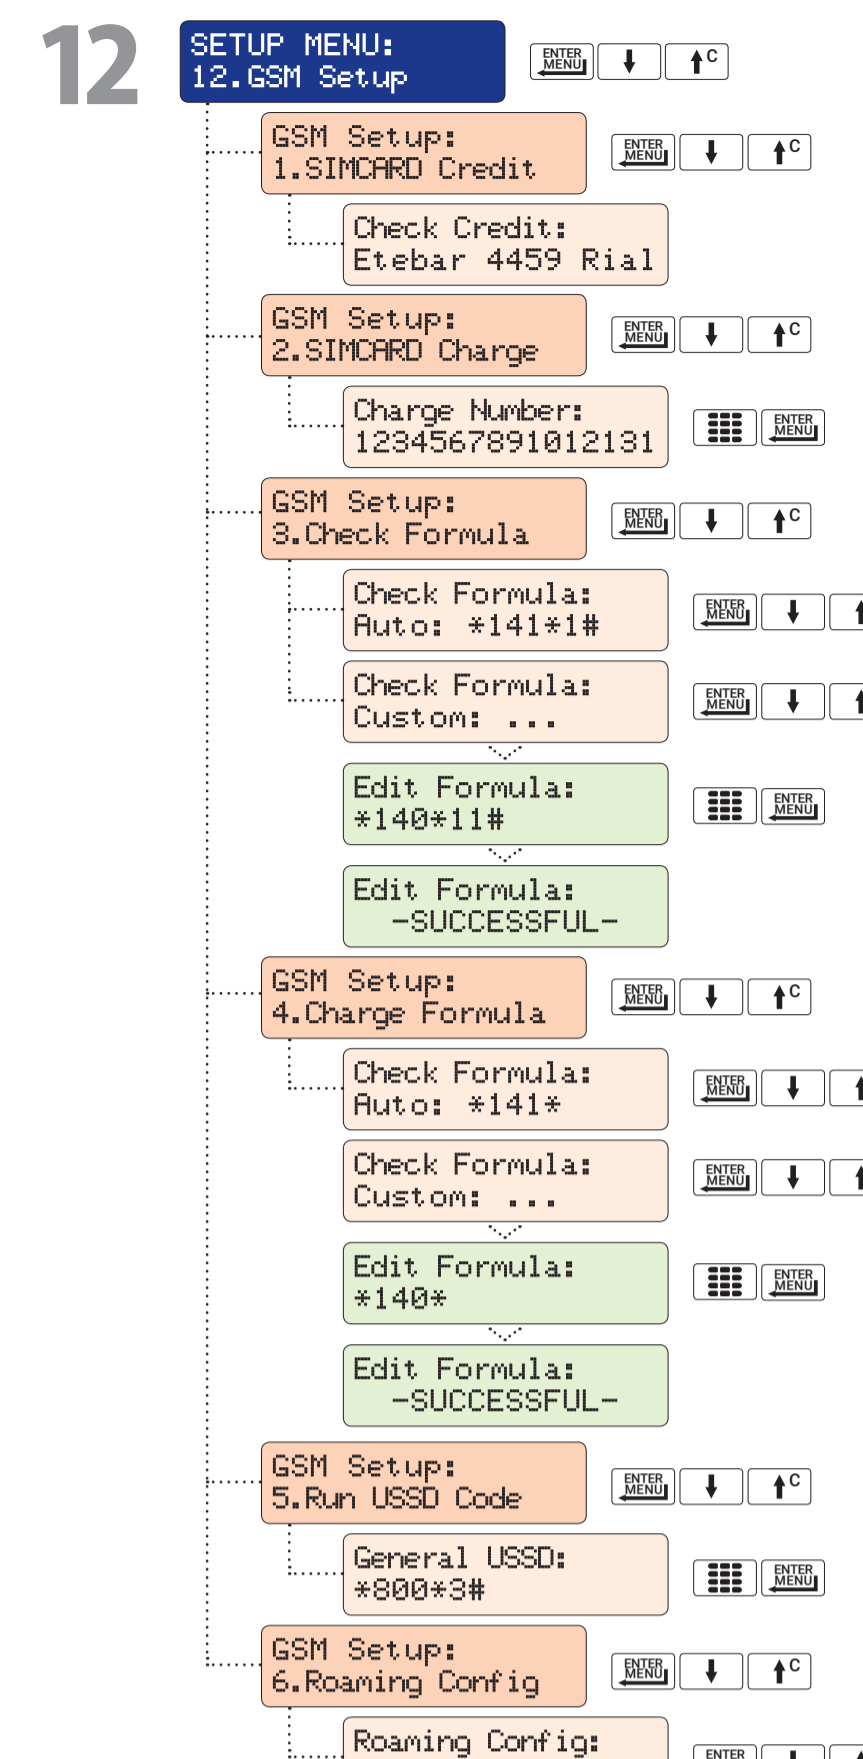 12
SETUP MENU:
12.GSM Setup
ENTER
MENU
C
GSM Setup:
1.SIMCARD Credit
ENTER
MENU
C
Check Credit:
Etebar 4459 Rial
GSM Setup:
2.SIMCARD Charge
ENTER
MENU
C
Charge Number:
1234567891012131
ENTER
MENU
GSM Setup:
3.Check Formula
ENTER
MENU
C
Check Formula:
Auto: *141*1#
ENTER
MENU
Check Formula:
Custom: ...
ENTER
MENU
Edit Formula:
*140*11#
ENTER
MENU
Edit Formula:
-SUCCESSFUL-
GSM Setup:
4.Charge Formula
ENTER
MENU
C
Check Formula:
Auto: *141*
ENTER
MENU
Check Formula:
Custom: ...
ENTER
MENU
Edit Formula:
*140*
ENTER
MENU
Edit Formula:
-SUCCESSFUL-
GSM Setup:
5.Run USSD Code
ENTER
MENU
C
General USSD:
*800*3#
ENTER
MENU
GSM Setup:
6.Roaming Config
ENTER
MENU
C
Roaming Config:
ENTER